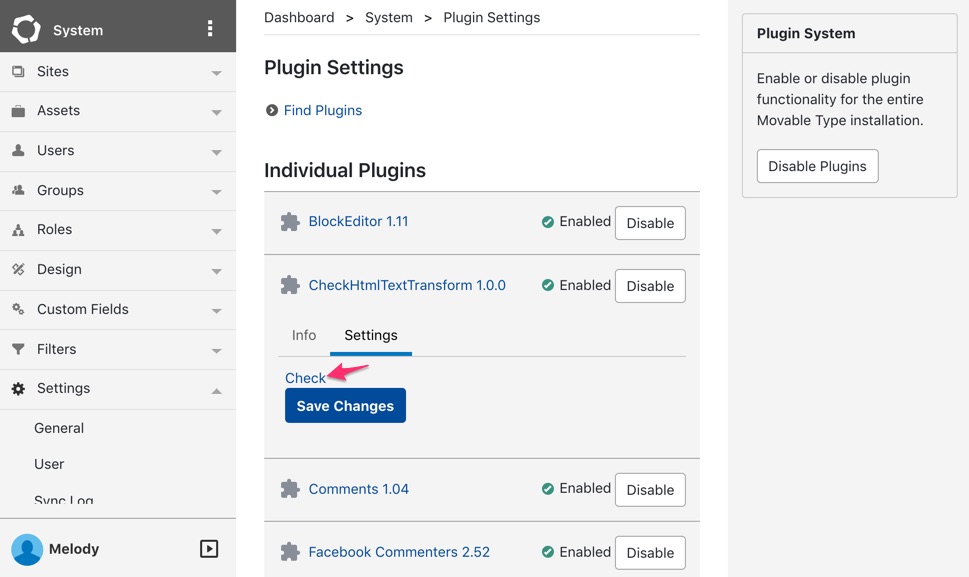 System
Sites
Assets
Users
Groups
Roles
Design
Custom Fields
Filters
Settings
General
User
Sync Log
Melody
Dashboard > System > Plugin Settings
Plugin Settings
Find Plugins
Individual Plugins
BlockEditor 1.11 Enabled Disable
CheckHtmlTextTransform 1.0.0 Enabled Disable
Info Settings
Check
Save Changes
Comments 1.04 Enabled Disable
Facebook Commenters 2.52 Enabled Disable
Plugin System
Enable or disable plugin
functionality for the entire
Movable Type installation.
Disable Plugins